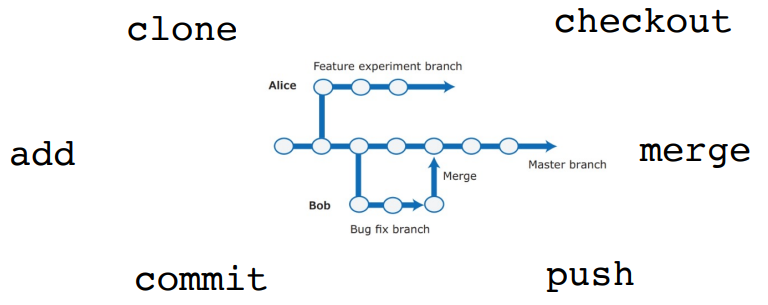 clone
checkout
Feature experiment branch
Alice
add
merge
Master branch
Merge
Bob
Bug fix branch
commit
push